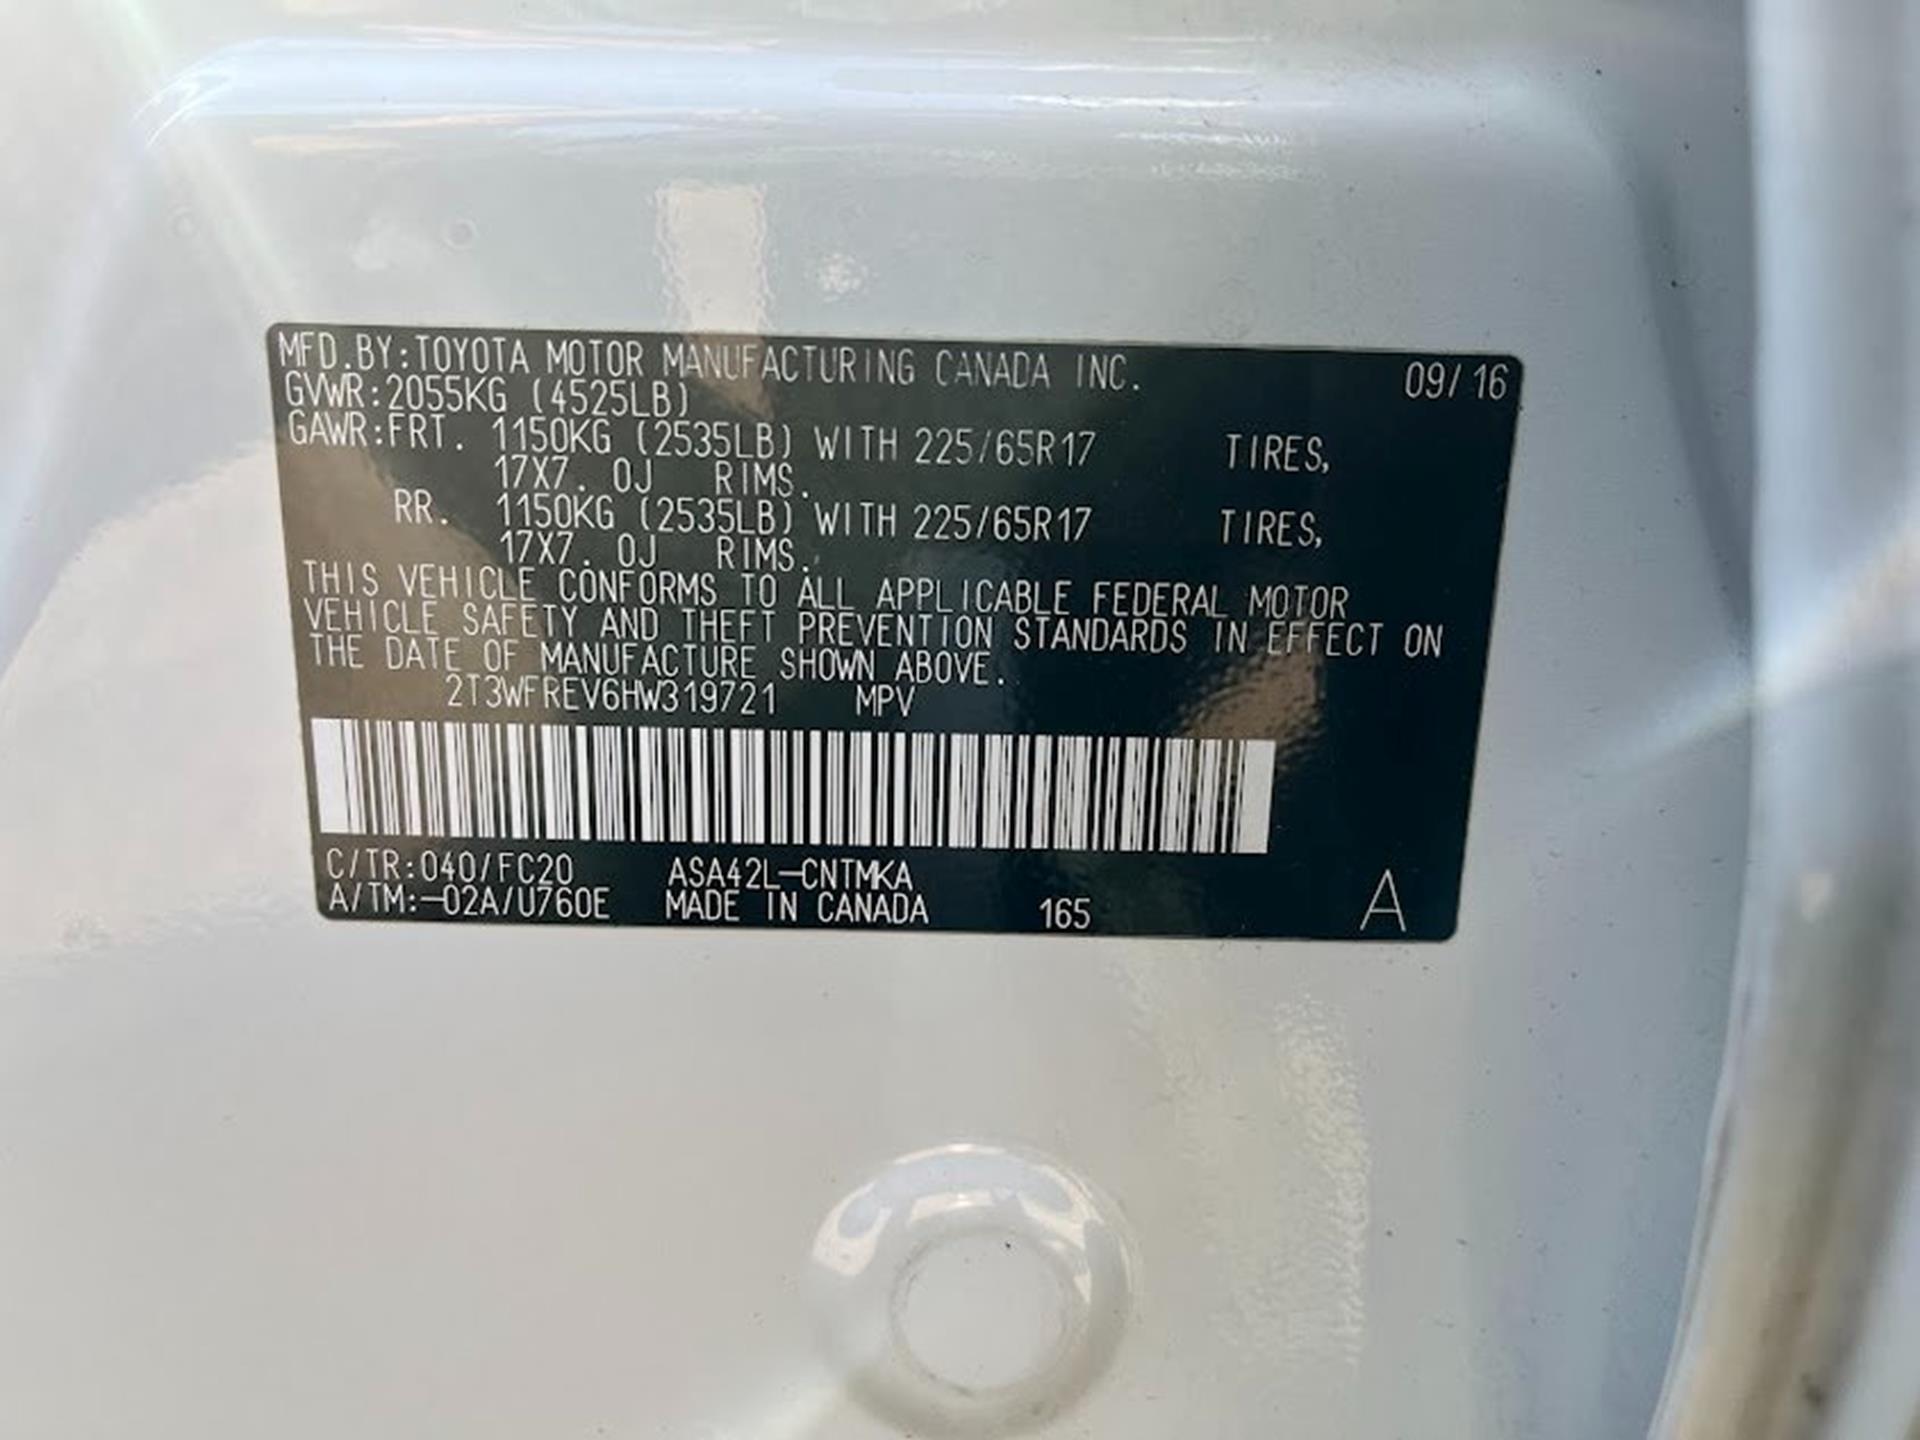 MFD.BY:TOYOTA MOTOR MANUFACTURING CANADA INC. 09/16
GVWR:2055KG (4525LB)
GAWR:FRT. 1150KG (2535LB) WITH 225/65R17 TIRES,
17X7. 0J RIMS.
RR. 1150KG (2535LB) WITH 225/65R17 TIRES,
17X7. 0J RIMS.
THIS VEHICLE CONFORMS TO ALL APPLICABLE FEDERAL MOTOR
VEHICLE SAFETY AND THEFT PREVENTION STANDARDS IN EFFECT ON
THE DATE OF MANUFACTURE SHOWN ABOVE.
2T3WFREV6HW319721 MPV
C/TR:040/FC20 ASA42L-CNTMKA
A/TM:-02A/U760E MADE IN CANADA 165 A